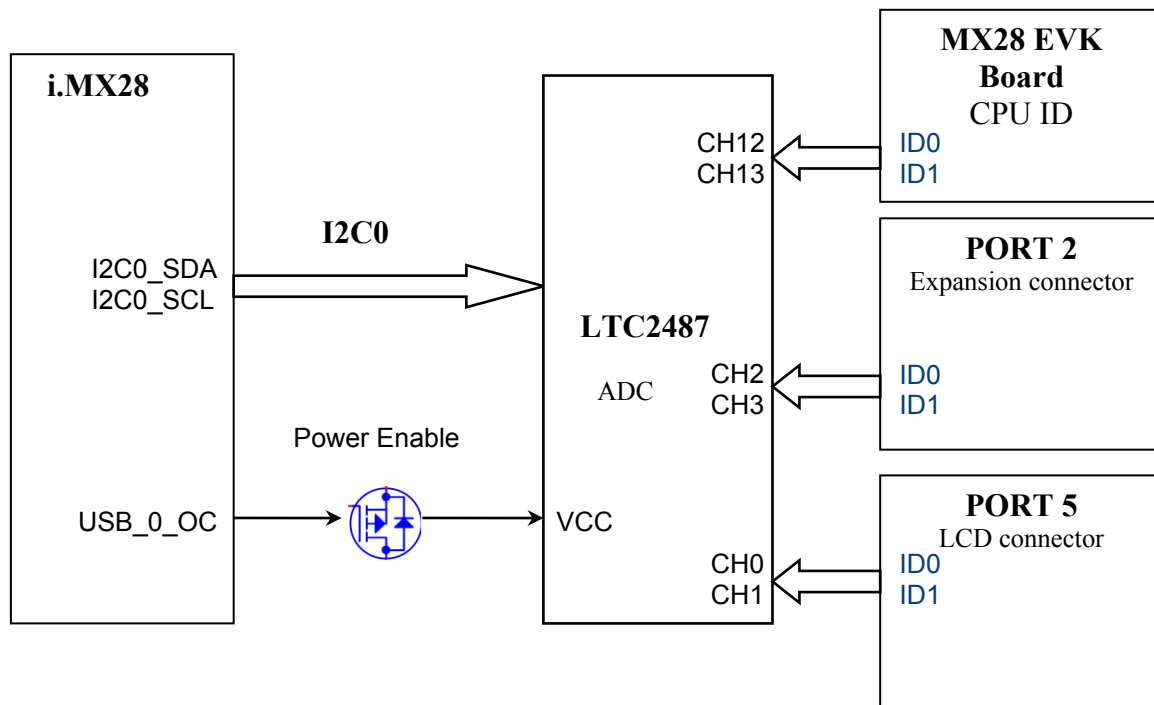 i.MX28
I2C0_SDA
I2C0_SCL
USB_0_OC
I2C0
Power Enable
LTC2487
ADC
VCC
CH12
CH13
CH2
CH3
CH0
CH1
MX28 EVK
Board
CPU ID
ID0
ID1
PORT 2
Expansion connector
ID0
ID1
PORT 5
LCD connector
ID0
ID1